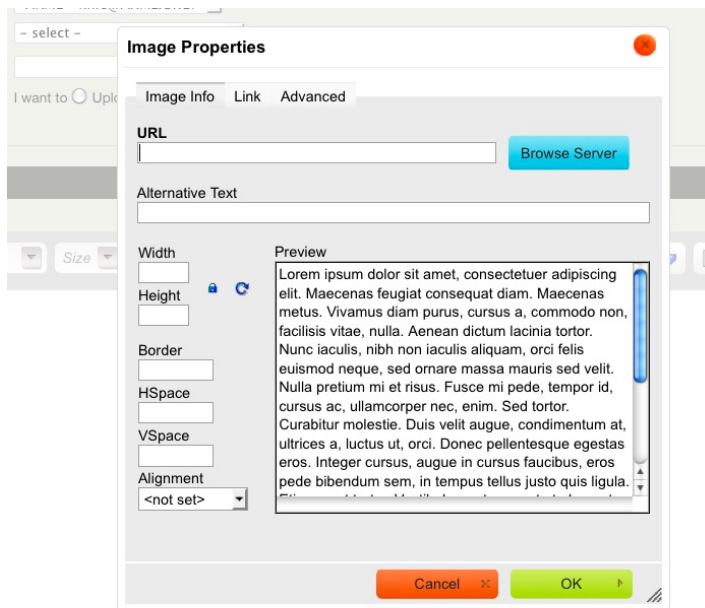 – select –
I want to
Size
Image Properties
Image Info Link Advanced
URL
Browse Server
Alternative Text
Width
Height
Border
HSpace
VSpace
Alignment
<not set>
Preview
Lorem ipsum dolor sit amet, consectetuer adipiscing
elit. Maecenas feugiat consequat diam. Maecenas
metus. Vivamus diam purus, cursus a, commodo non,
facilisis vitae, nulla. Aenean dictum lacinia tortor.
Nunc iaculis, nibh non iaculis aliquam, orci felis
euismod neque, sed ornare massa mauris sed velit.
Nulla pretium mi et risus. Fusce mi pede, tempor id,
cursus ac, ullamcorper nec, enim. Sed tortor.
Curabitur molestie. Duis velit augue, condimentum at,
ultrices a, luctus ut, orci. Donec pellentesque egestas
eros. Integer cursus, augue in cursus faucibus, eros
pede bibendum sem, in tempus tellus justo quis ligula.
Cancel OK